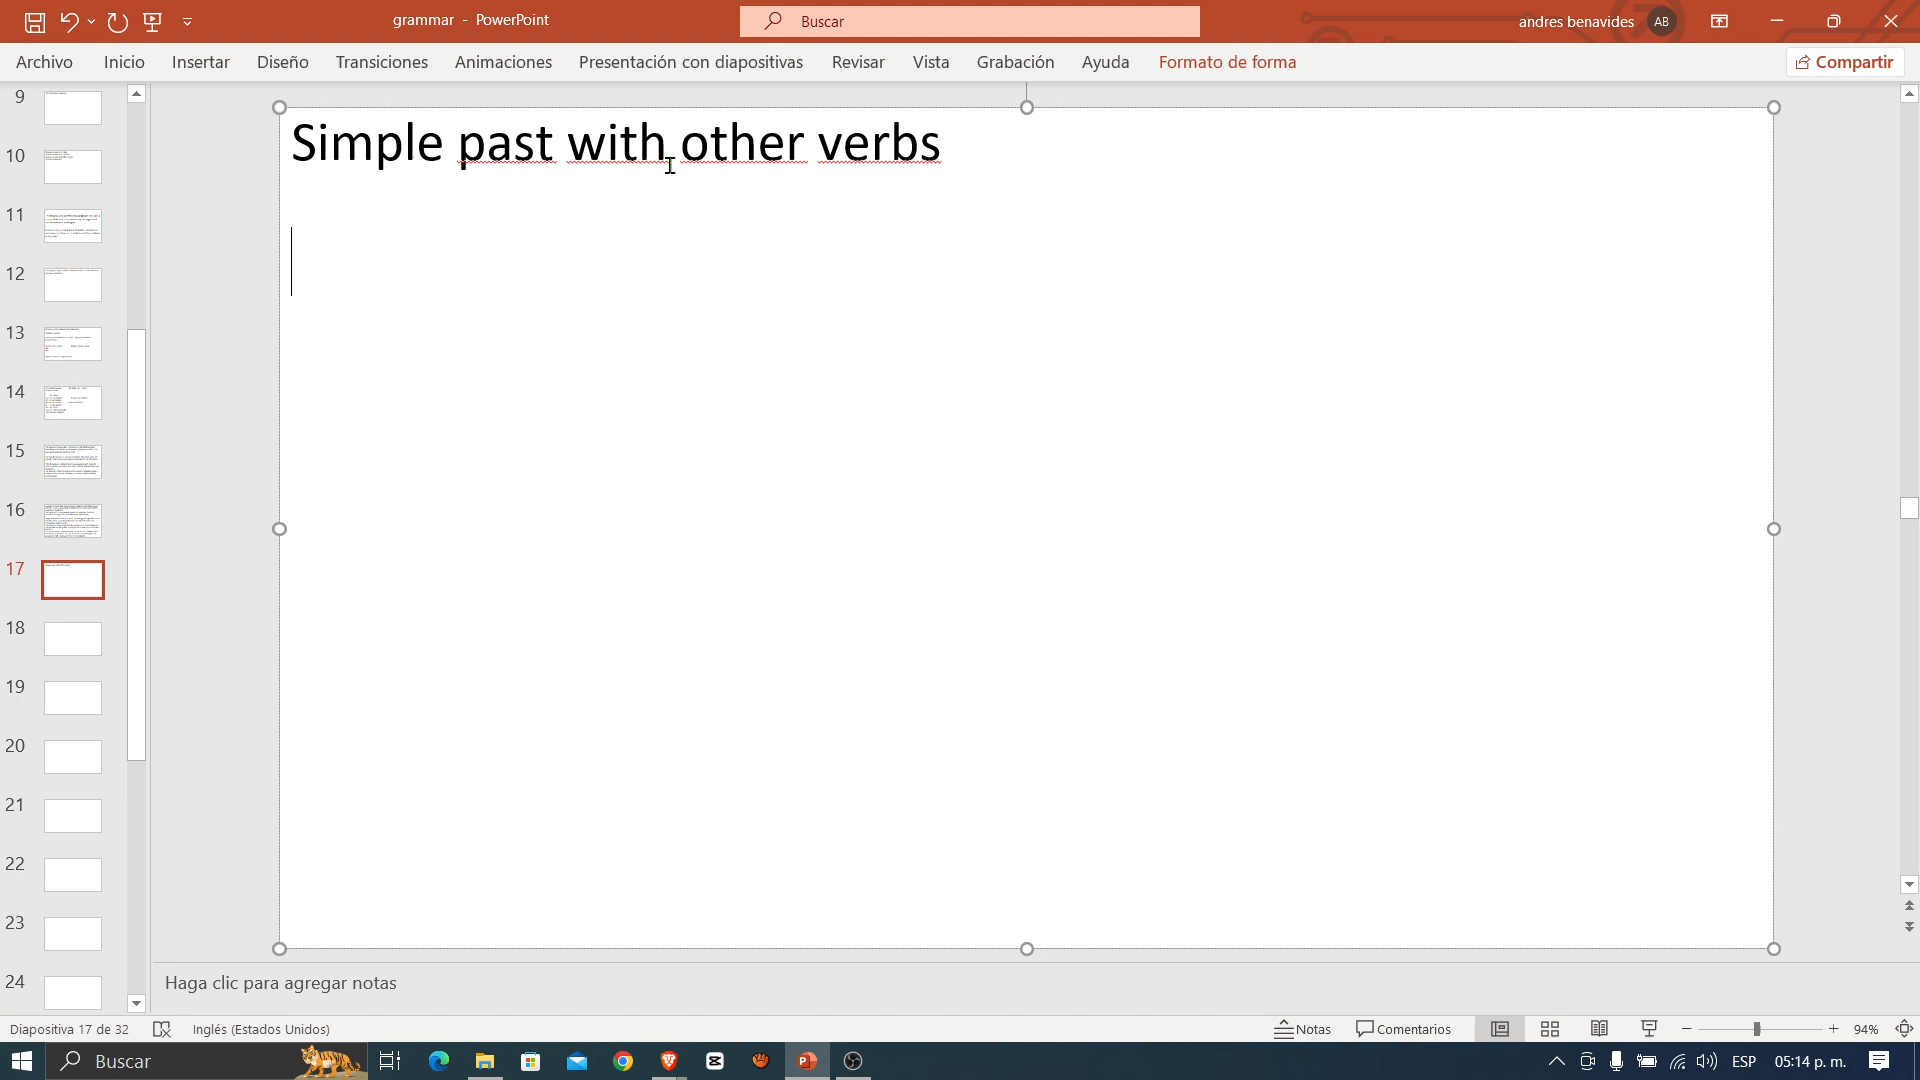 grammar - PowerPoint
Buscar
andres benavides
AB
Archivo
Inicio
Insertar
Diseño
Transiciones
Animaciones
Presentación con diapositivas
Revisar
Vista
Grabación
Ayuda
Formato de forma
Compartir
9
10
11
12
13
14
15
16
17
18
19
20
21
22
23
24
Simple past with other verbs
Haga clic para agregar notas
Diapositiva 17 de 32
Inglés (Estados Unidos)
Notas
Comentarios
94%
Buscar
ESP
05:14 p. m.